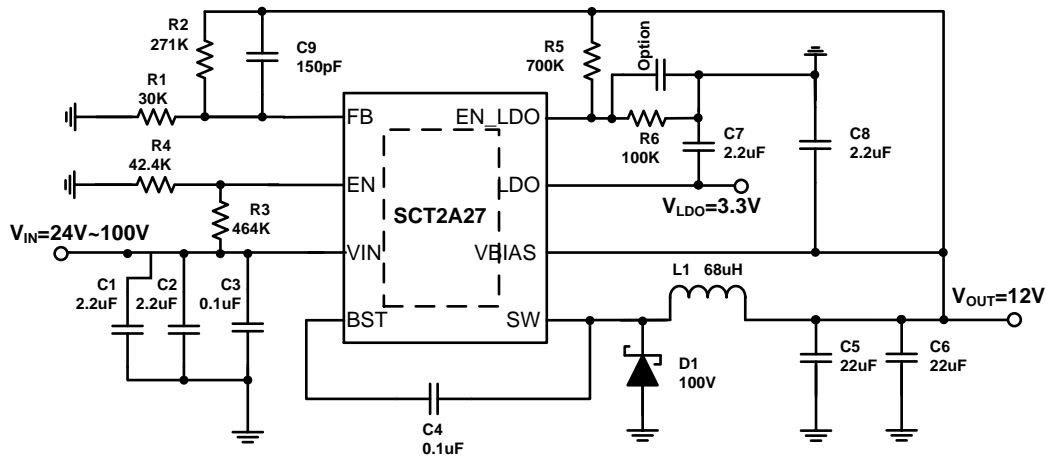 R2
271K
C9
150pF
R5
700K
Option
R1
30K
FB
EN_LDO
R6
100K
C7
2.2uF
C8
2.2uF
R4
42.4K
EN
LDO
SCT2A27
V_LDO=3.3V
R3
464K
V_IN=24V~100V
VIN
VBIAS
C1
2.2uF
C2
2.2uF
C3
0.1uF
L1 68uH
V_OUT=12V
BST
SW
D1
100V
C5
22uF
C6
22uF
C4
0.1uF